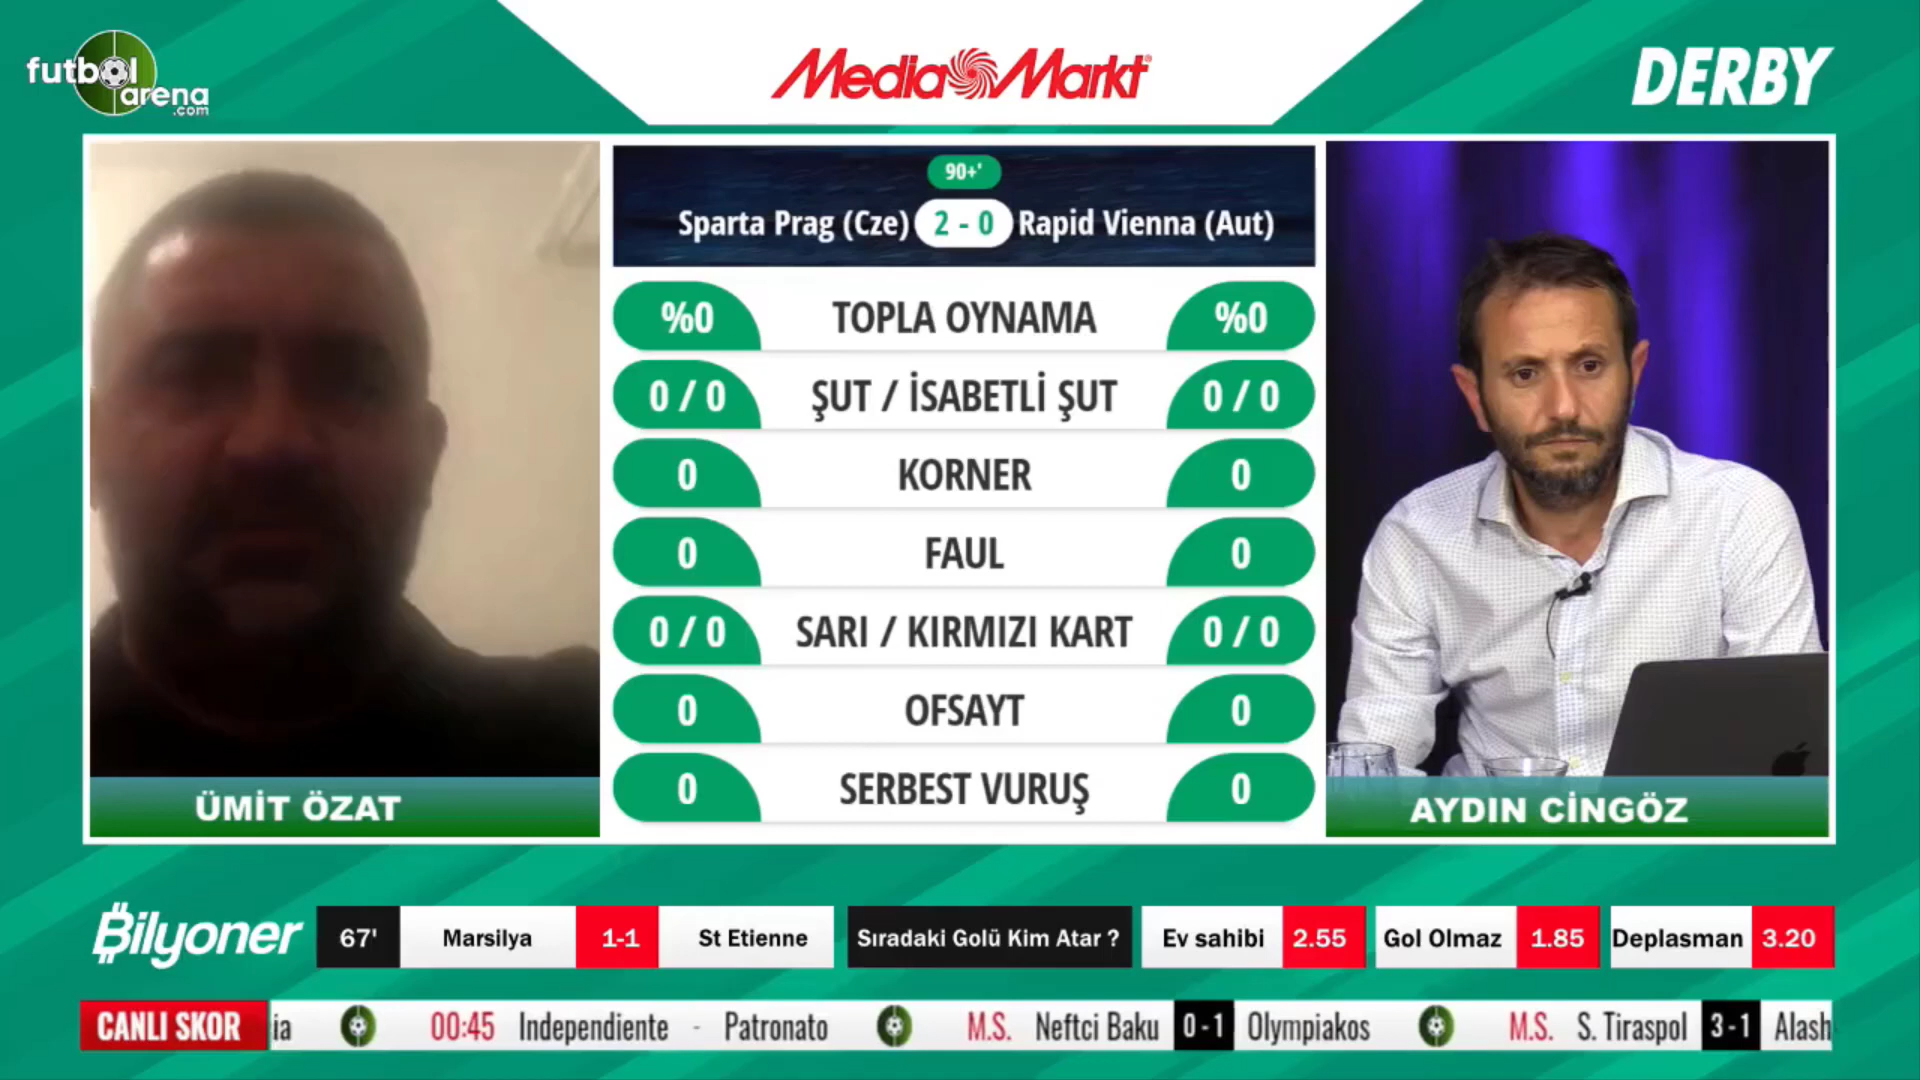 futbol
arena
.com
MediaMarkt
DERBY
90+'
Sparta Prag (Cze) 2 - 0 Rapid Vienna (Aut)
%0 TOPLA OYNAMA %0
0 / 0 ŞUT / İSABETLİ ŞUT 0 / 0
0 KORNER 0
0 FAUL 0
0 / 0 SARI / KIRMIZI KART 0 / 0
0 OFSAYT 0
0 SERBEST VURUŞ 0
ÜMİT ÖZAT
AYDIN CİNGÖZ
Bilyoner 67' Marsilya 1-1 St Etienne Sıradaki Golü Kim Atar ? Ev sahibi 2.55 Gol Olmaz 1.85 Deplasman 3.20
CANLI SKOR ia 00:45 Independiente - Patronato M.S. Neftci Baku 0-1 Olympiakos M.S. S. Tiraspol 3-1 Alash